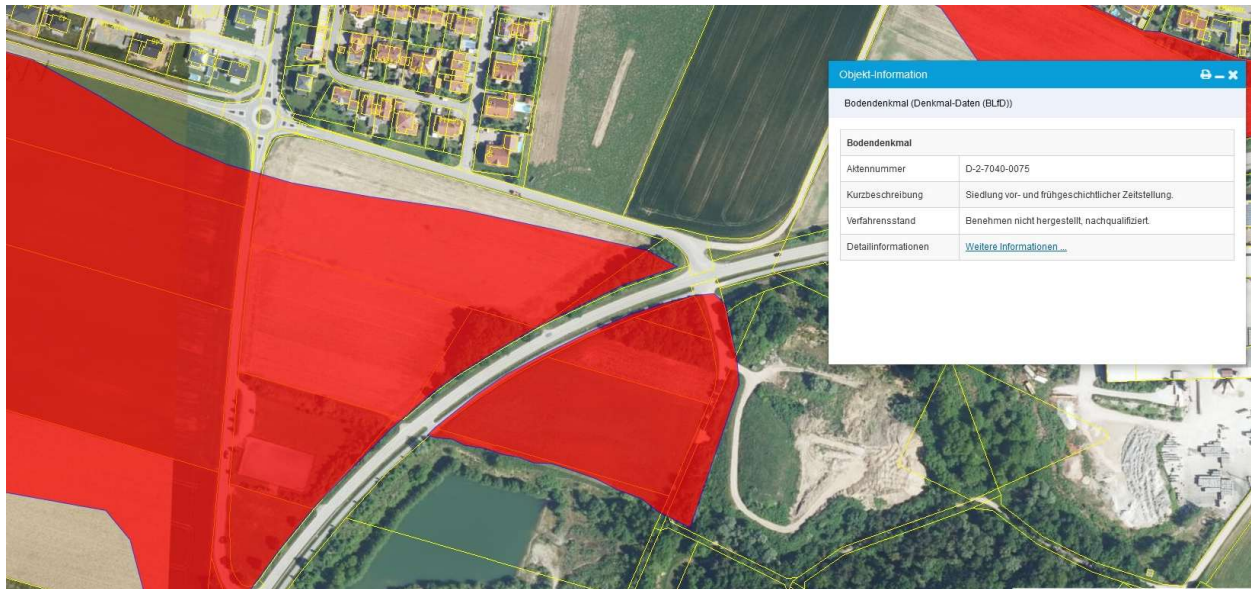 Objekt-Information
Bodendenkmal (Denkmal-Daten (BLfD))
Bodendenkmal
Aktennummer D-2-7040-0075
Kurzbeschreibung Siedlung vor- und frühgeschichtlicher Zeitstellung.
Verfahrensstand Benehmen nicht hergestellt, nachqualifiziert.
Detailinformationen Weitere Informationen ...